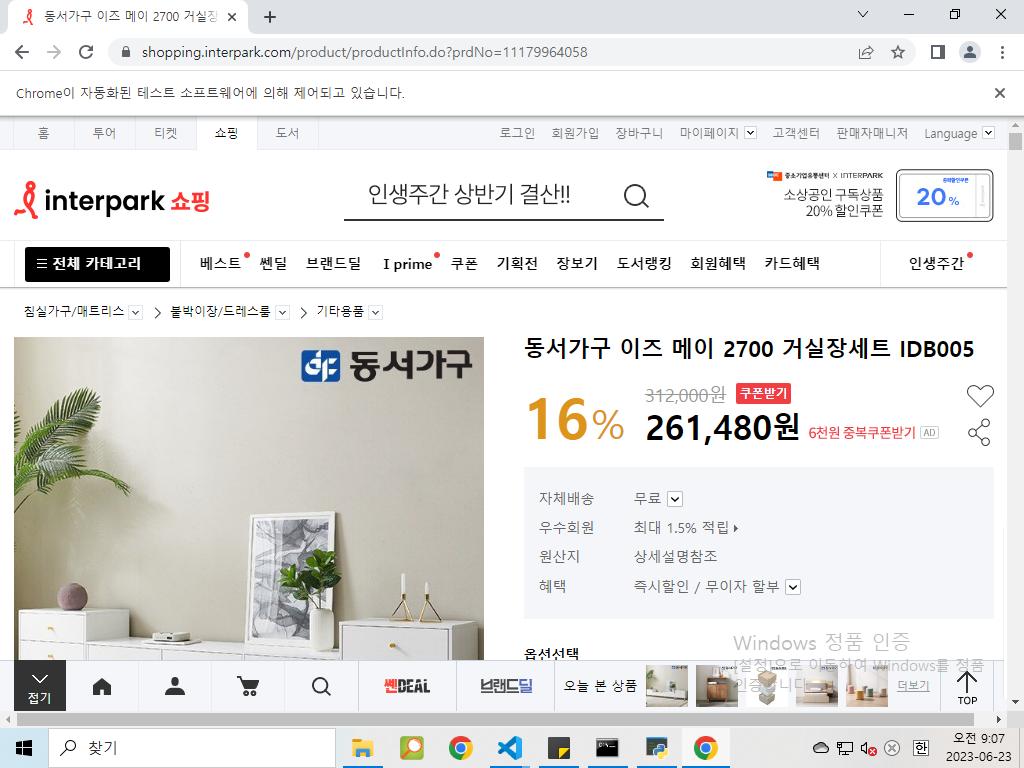 동서가구 이즈 메이 2700 거실장
shopping.interpark.com/product/productInfo.do?prdNo=11179964058
Chrome이 자동화된 테스트 소프트웨어에 의해 제어되고 있습니다.
홈 투어 티켓 쇼핑 도서 로그인 회원가입 장바구니 마이페이지 고객센터 판매자매니저 Language
중소기업유통센터 X INTERPARK
interpark 쇼핑 인생주간 상반기 결산!! 소상공인 구독상품
20% 할인쿠폰
20%
전체 카테고리 베스트 쎈딜 브랜드딜 I prime 쿠폰 기획전 장보기 도서랭킹 회원혜택 카드혜택 인생주간
침실가구/매트리스 붙박이장/드레스룸 기타용품
동서가구
동서가구 이즈 메이 2700 거실장세트 IDB005
16%
312,000원 쿠폰받기
261,480원 6천원 중복쿠폰받기 AD
자체배송 무료
우수회원 최대 1.5% 적립
원산지 상세설명참조
혜택 즉시할인 / 무이자 할부
옵션선택
Windows 정품 인증
[설정]으로 이동하여 Windows를 정품
인증합니다.
접기 쎈DEAL 브랜드딜 오늘 본 상품 더보기 TOP
찾기
한
오전 9:07
2023-06-23